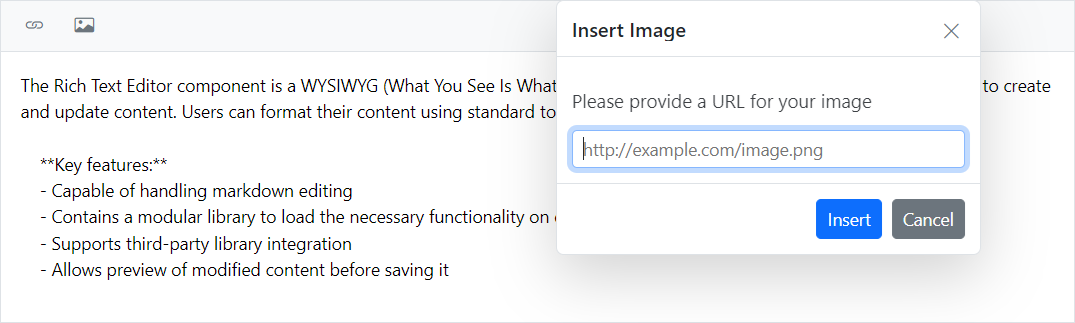 Insert Image
The Rich Text Editor component is a WYSIWYG (What You See Is What
to create
and update content. Users can format their content using standard to
Please provide a URL for your image
http://example.com/image.png
**Key features:**
- Capable of handling markdown editing
- Contains a modular library to load the necessary functionality on
- Supports third-party library integration
- Allows preview of modified content before saving it
Insert
Cancel